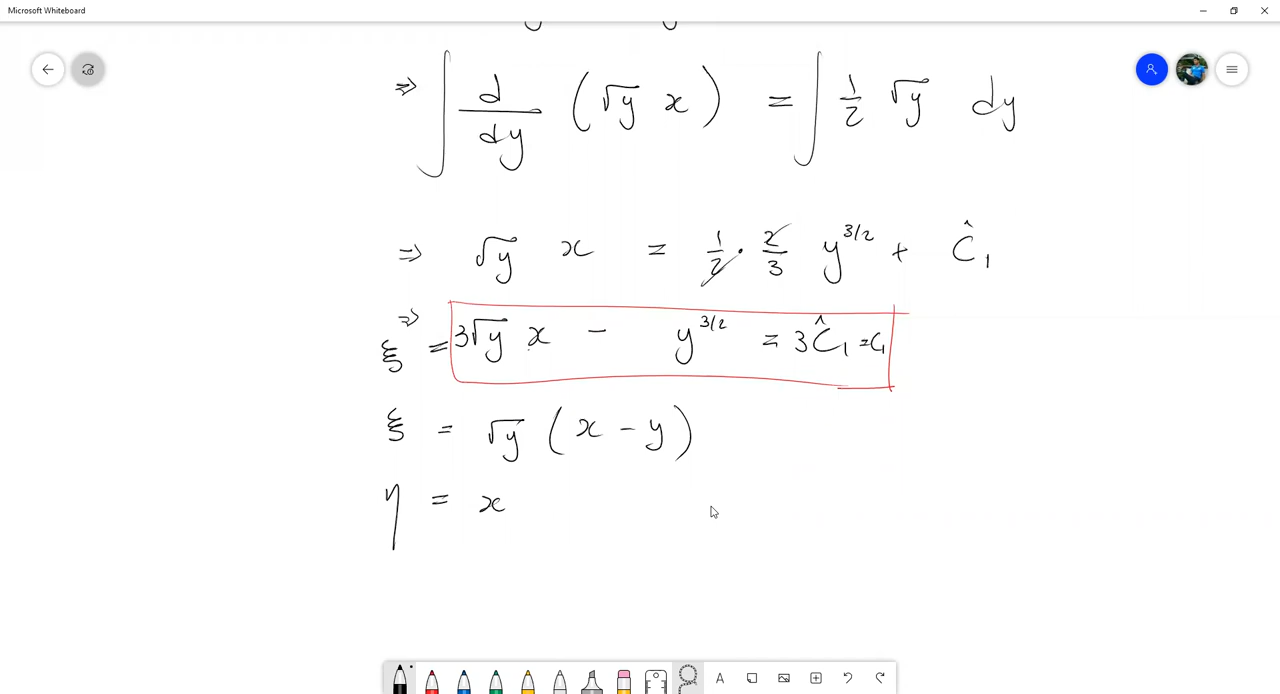 Microsoft Whiteboard
⇒ ∫ d/dy (√y x) = ∫ 1/2 √y dy
⇒ √y x = 1/2 · 2/3 y^{3/2} + Ĉ₁
⇒
ξ = 3√y x − y^{3/2} = 3Ĉ₁ = C₁
ξ = √y (x − y)
η = x
A